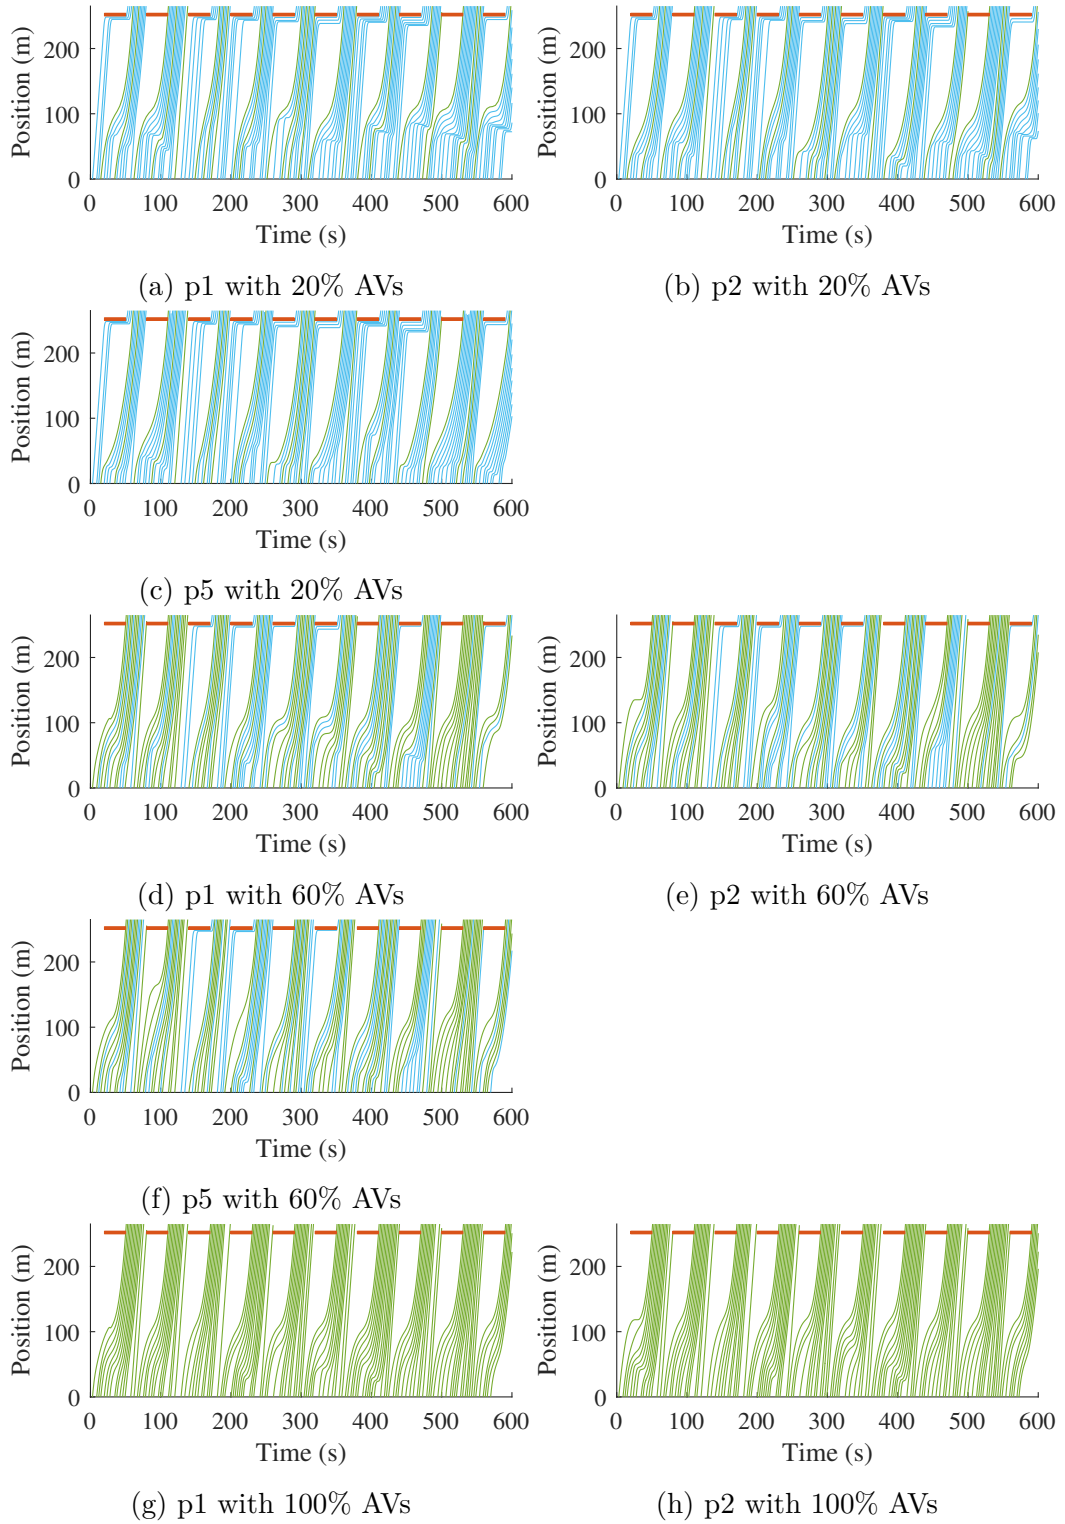 Position (m)
200
100
0
0 100 200 300 400 500 600
Time (s)
(a) p1 with 20% AVs
Position (m)
200
100
0
0 100 200 300 400 500 600
Time (s)
(b) p2 with 20% AVs
Position (m)
200
100
0
0 100 200 300 400 500 600
Time (s)
(c) p5 with 20% AVs
Position (m)
200
100
0
0 100 200 300 400 500 600
Time (s)
(d) p1 with 60% AVs
Position (m)
200
100
0
0 100 200 300 400 500 600
Time (s)
(e) p2 with 60% AVs
Position (m)
200
100
0
0 100 200 300 400 500 600
Time (s)
(f) p5 with 60% AVs
Position (m)
200
100
0
0 100 200 300 400 500 600
Time (s)
(g) p1 with 100% AVs
Position (m)
200
100
0
0 100 200 300 400 500 600
Time (s)
(h) p2 with 100% AVs